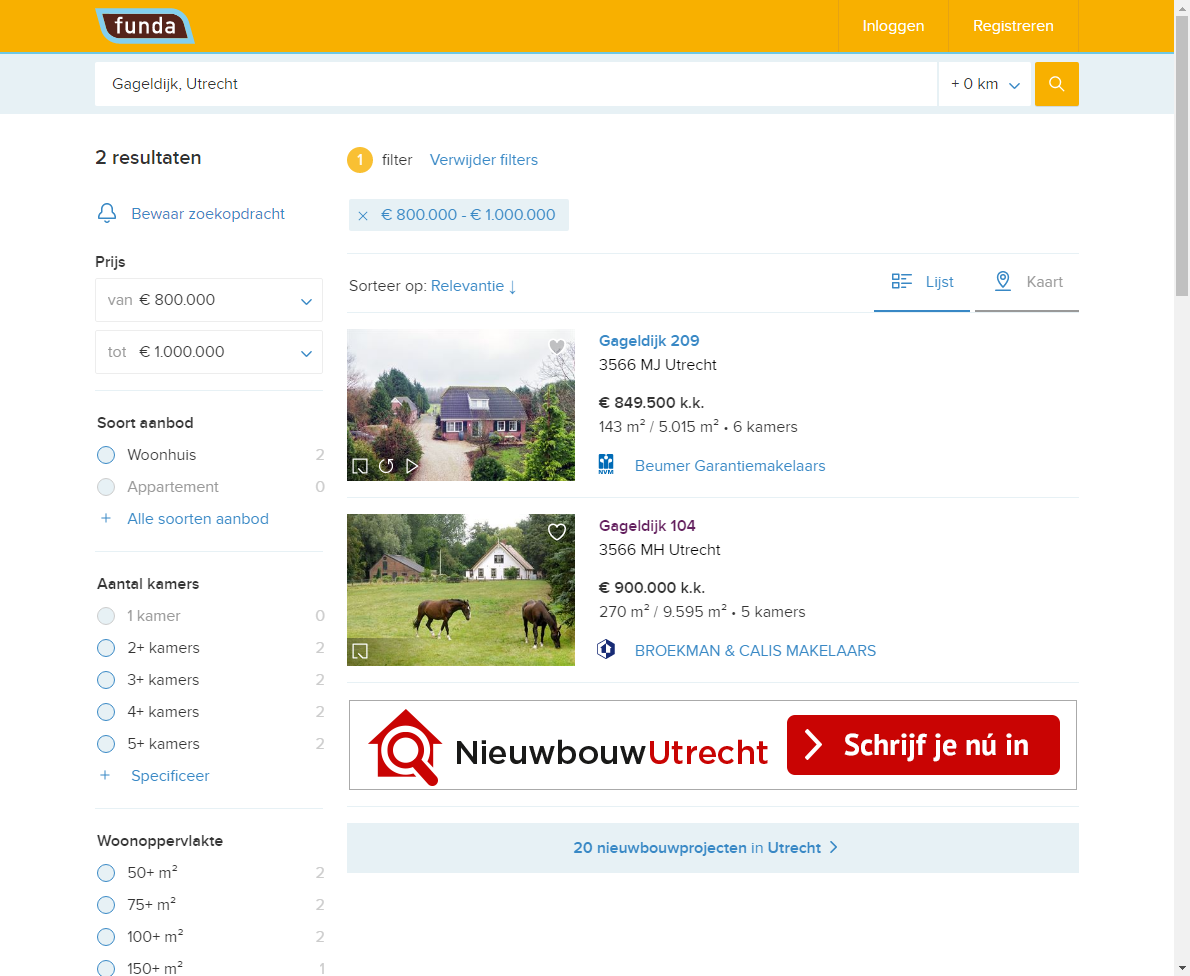 funda
Inloggen
Registreren
Gageldijk, Utrecht
+ 0 km
2 resultaten
Bewaar zoekopdracht
Prijs
van € 800.000
tot € 1.000.000
Soort aanbod
Woonhuis 2
Appartement 0
+ Alle soorten aanbod
Aantal kamers
1 kamer 0
2+ kamers 2
3+ kamers 2
4+ kamers 2
5+ kamers 2
+ Specificeer
Woonoppervlakte
50+ m² 2
75+ m² 2
100+ m² 2
150+ m² 1
1 filter Verwijder filters
× € 800.000 - € 1.000.000
Sorteer op: Relevantie ↓
Lijst
Kaart
Gageldijk 209
3566 MJ Utrecht
€ 849.500 k.k.
143 m² / 5.015 m² • 6 kamers
NVM
Beumer Garantiemakelaars
Gageldijk 104
3566 MH Utrecht
€ 900.000 k.k.
270 m² / 9.595 m² • 5 kamers
BROEKMAN & CALIS MAKELAARS
NieuwbouwUtrecht
Schrijf je nú in
20 nieuwbouwprojecten in Utrecht